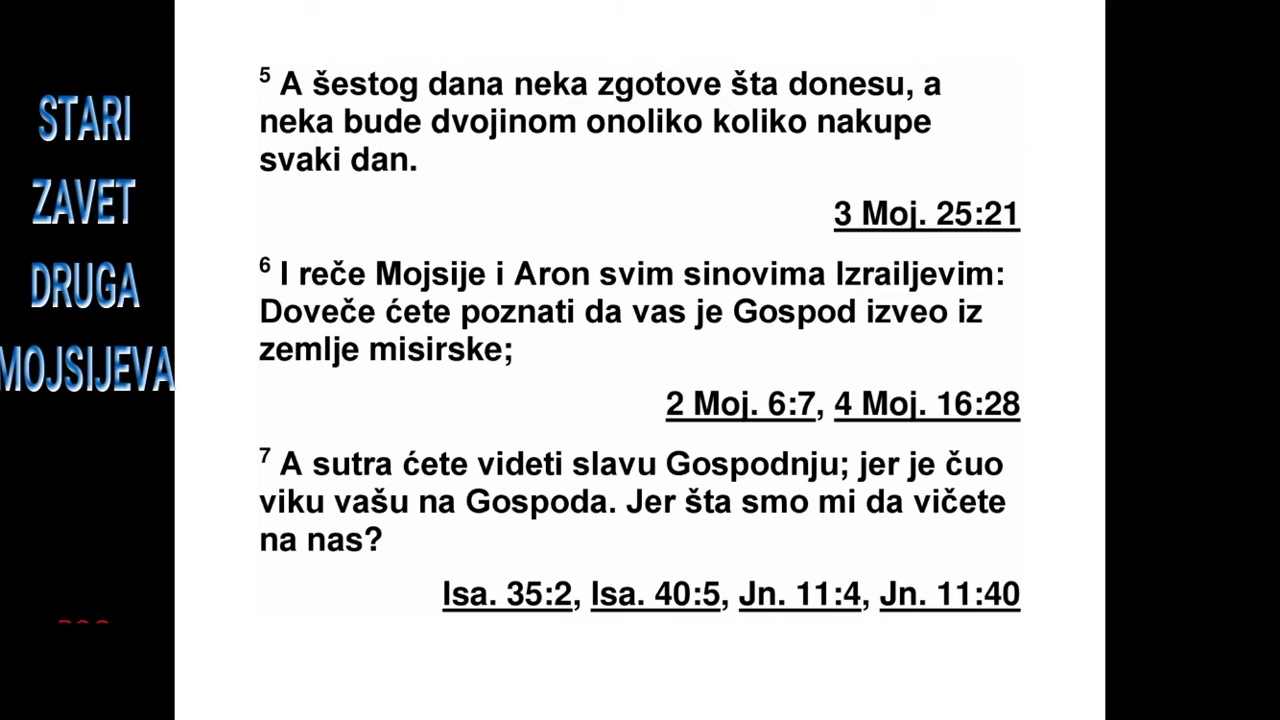 STARI
ZAVET
DRUGA
MOJSIJEVA
5 A šestog dana neka zgotove šta donesu, a
neka bude dvojinom onoliko koliko nakupe
svaki dan.
3 Moj. 25:21
6 I reče Mojsije i Aron svim sinovima Izrailjevim:
Doveče ćete poznati da vas je Gospod izveo iz
zemlje misirske;
2 Moj. 6:7, 4 Moj. 16:28
7 A sutra ćete videti slavu Gospodnju; jer je čuo
viku vašu na Gospoda. Jer šta smo mi da vičete
na nas?
Isa. 35:2, Isa. 40:5, Jn. 11:4, Jn. 11:40